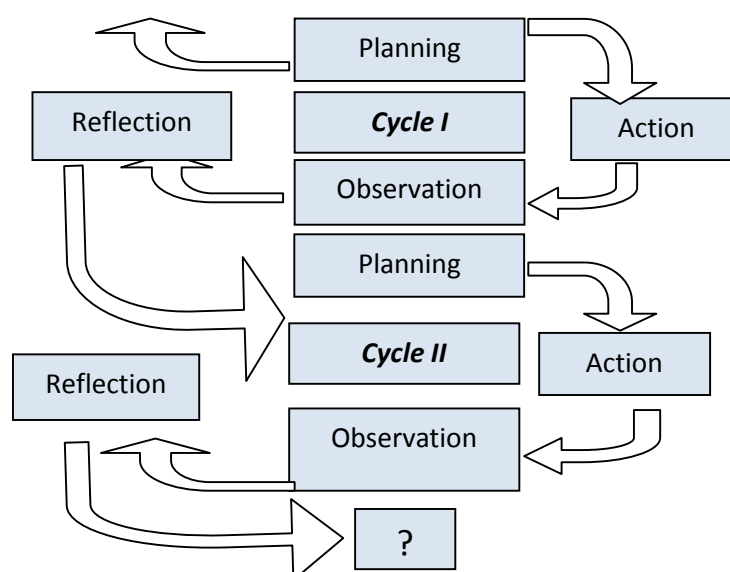 Planning
Reflection
Cycle I
Action
Observation
Planning
Cycle II
Action
Reflection
Observation
?